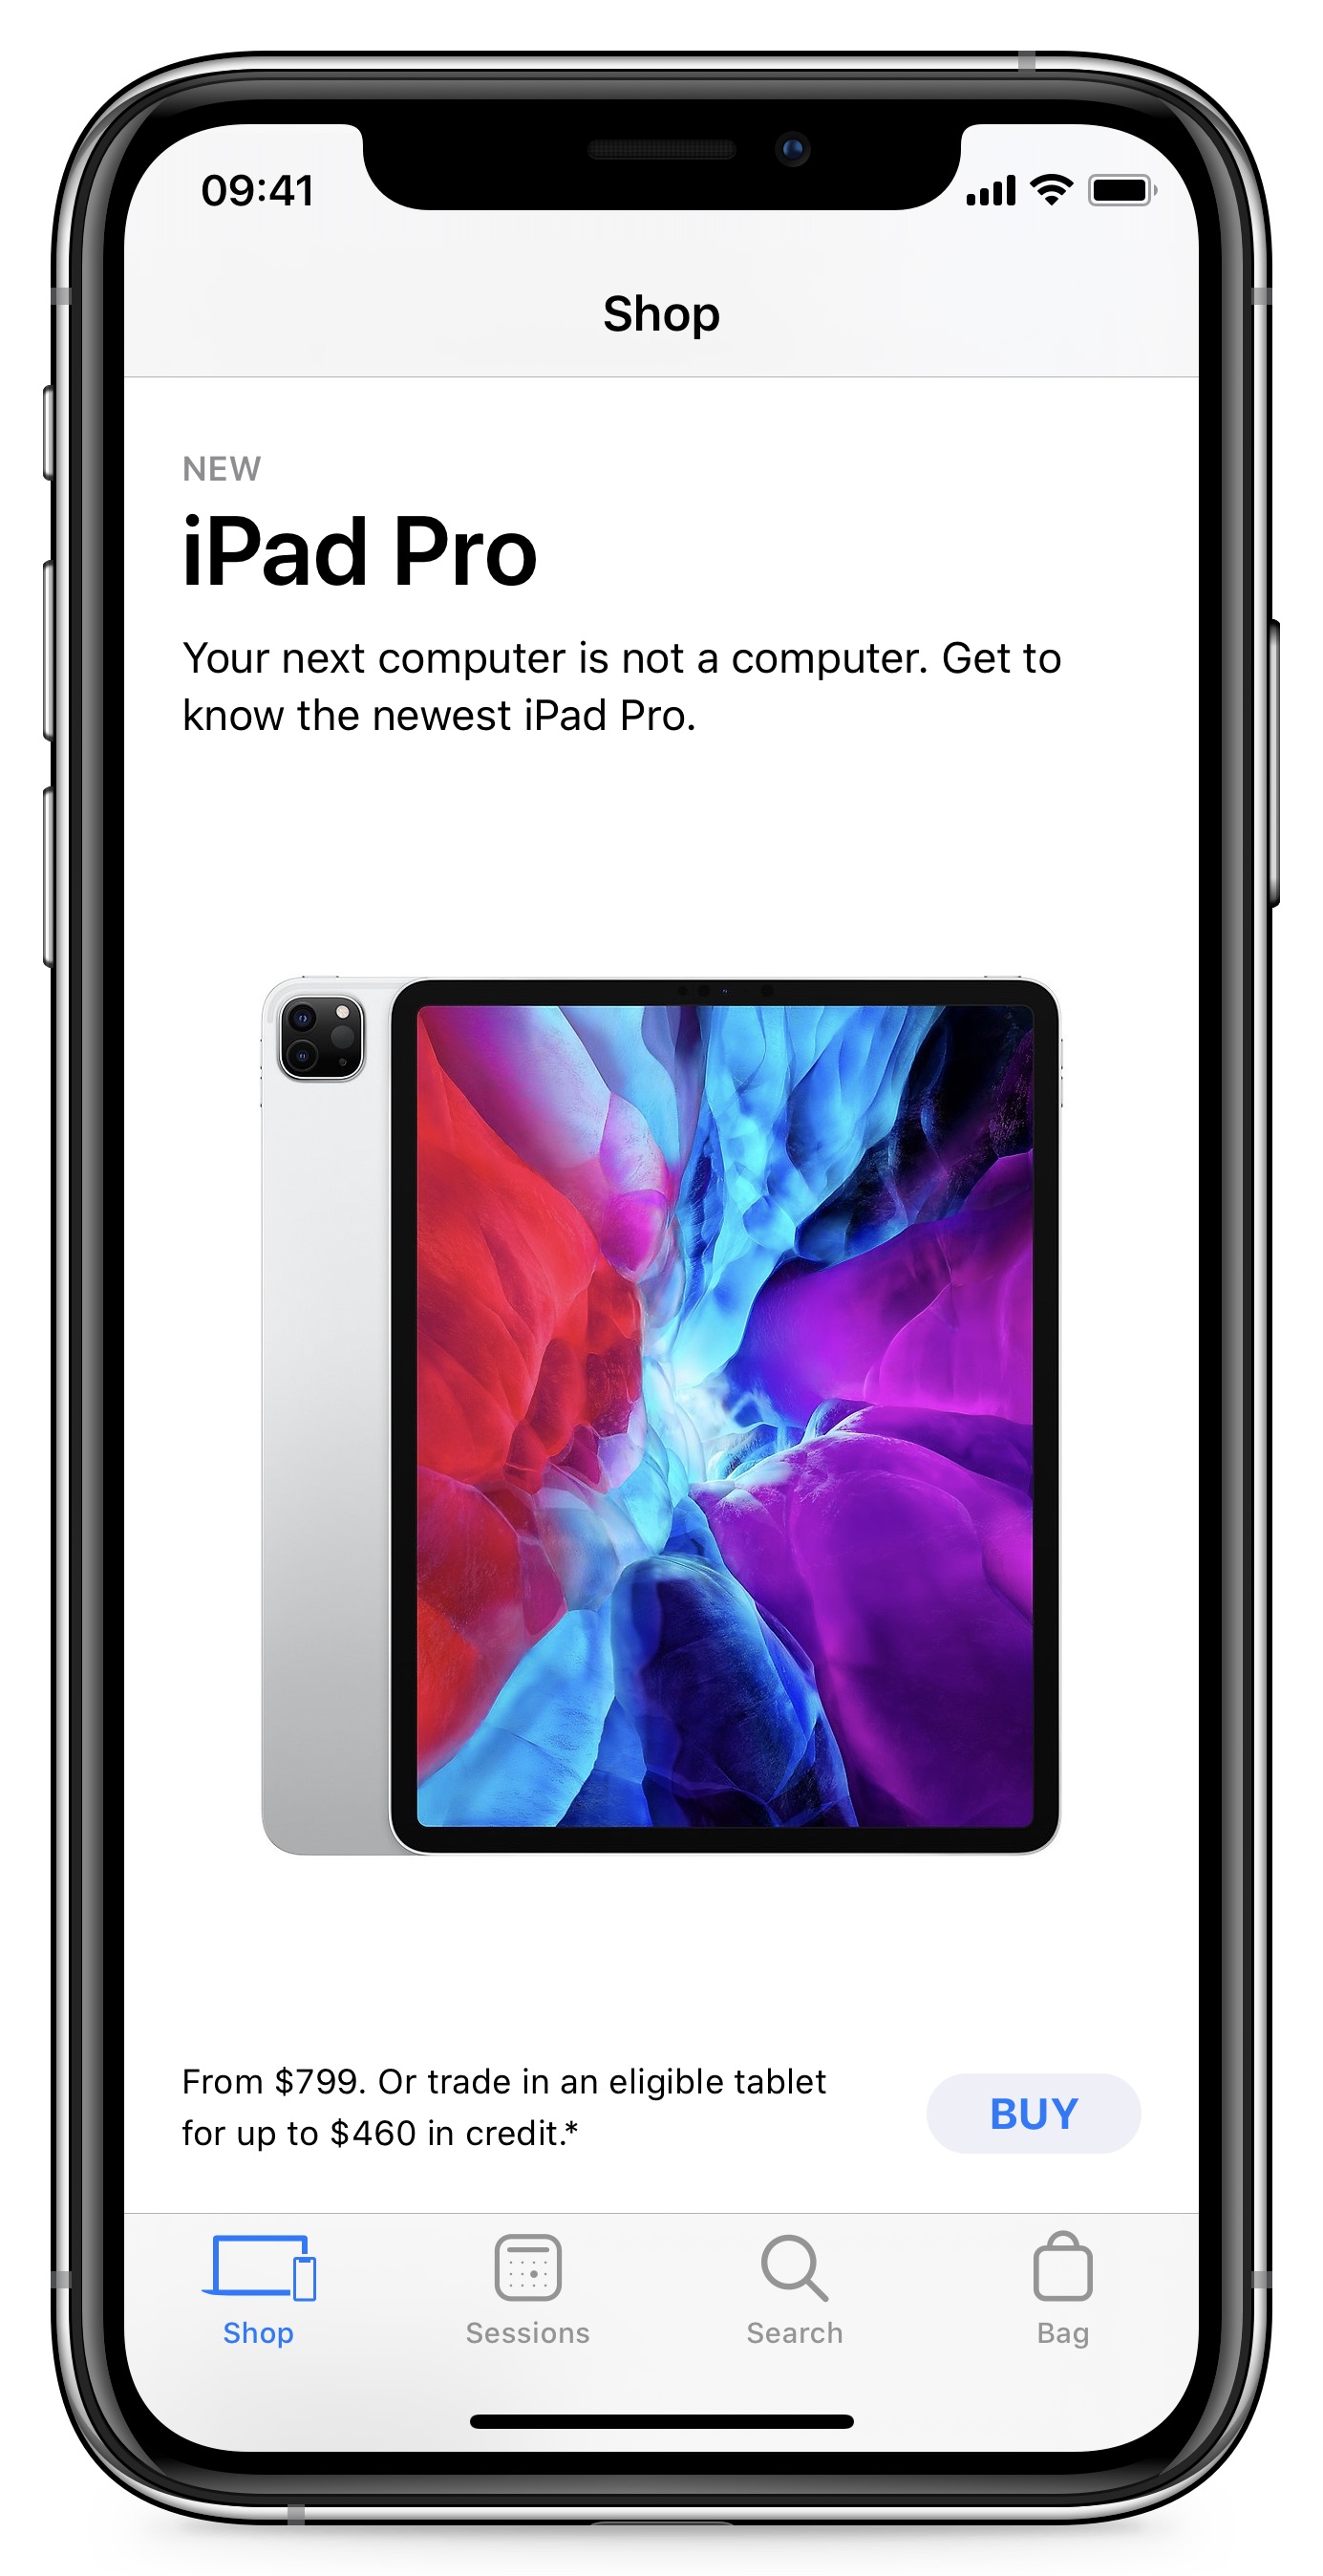 09:41
Shop
NEW
iPad Pro
Your next computer is not a computer. Get to
know the newest iPad Pro.
From $799. Or trade in an eligible tablet
for up to $460 in credit.*
BUY
Shop
Sessions
Search
Bag